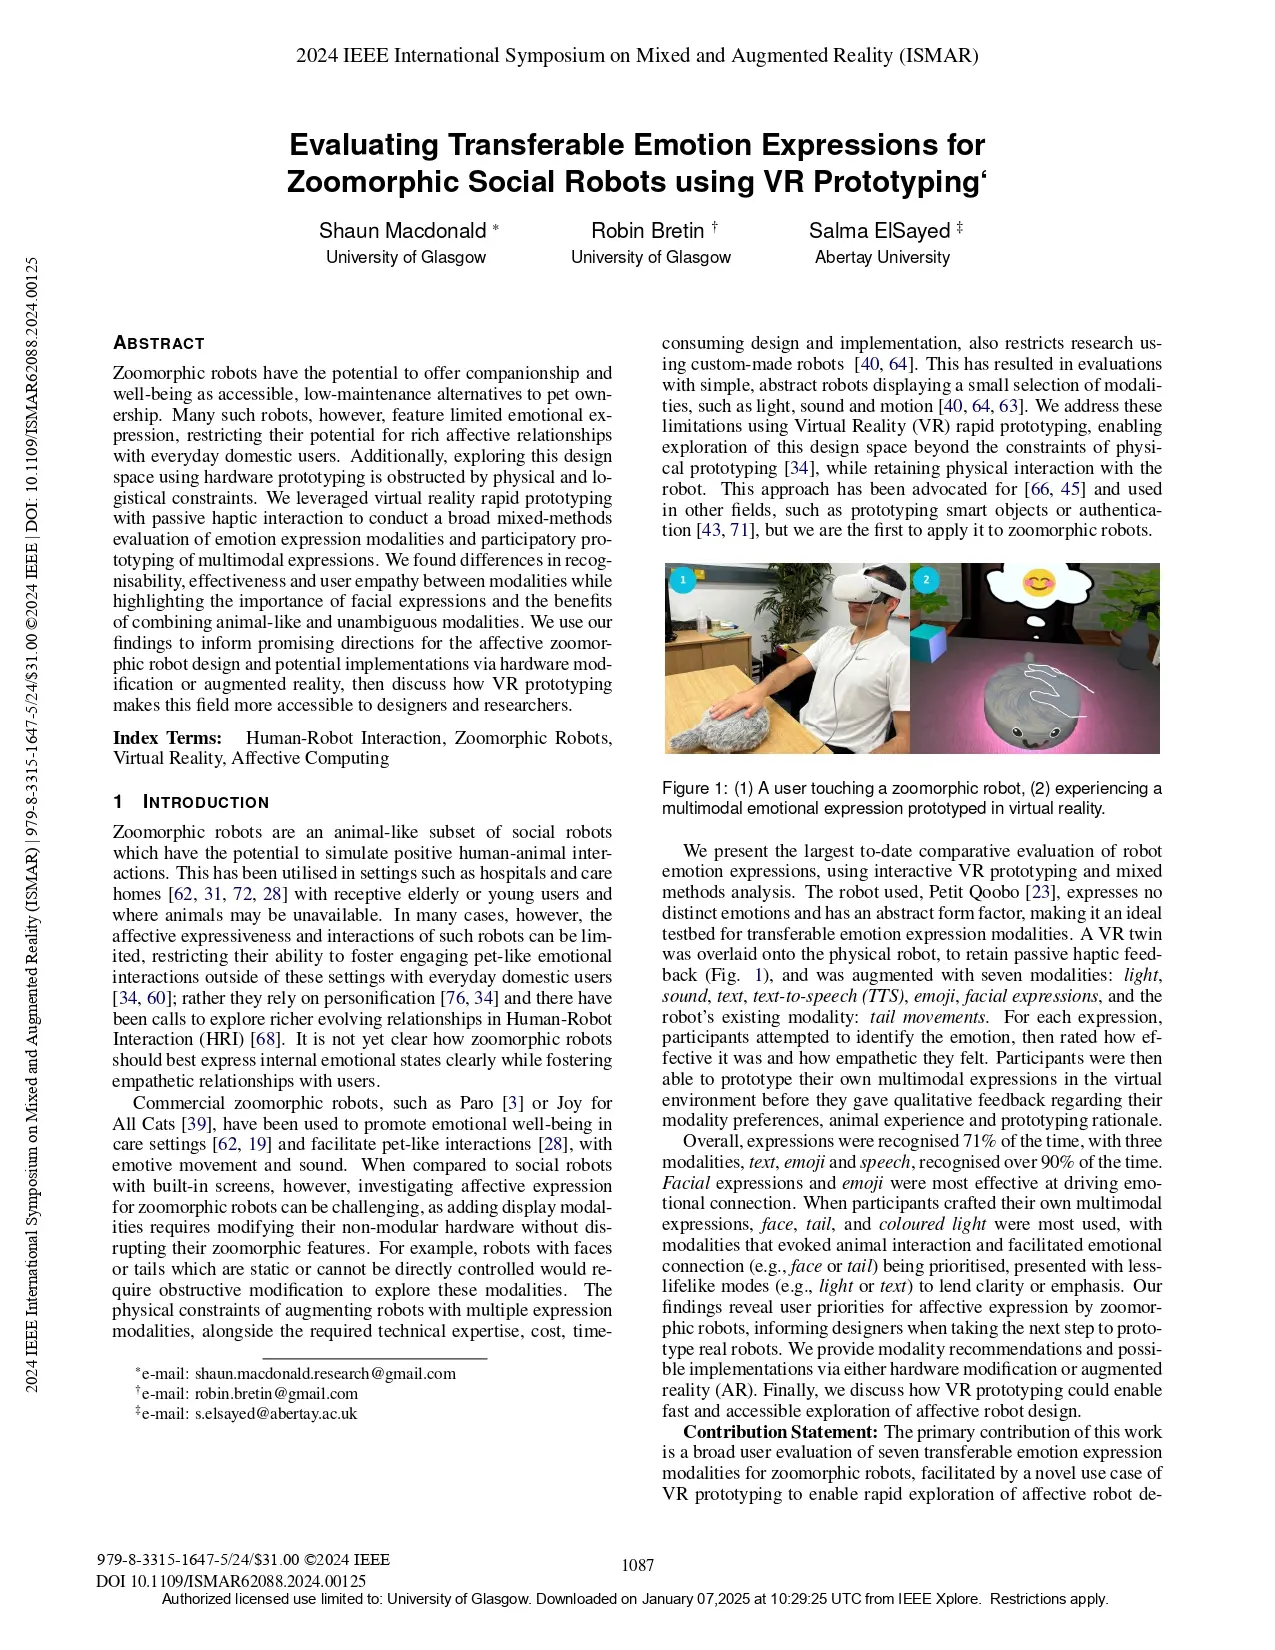 2024 IEEE International Symposium on Mixed and Augmented Reality (ISMAR)
Evaluating Transferable Emotion Expressions for
Zoomorphic Social Robots using VR Prototyping‘
Shaun Macdonald *
Robin Bretin †
Salma ElSayed ‡
University of Glasgow
University of Glasgow
Abertay University
2024 IEEE International Symposium on Mixed and Augmented Reality (ISMAR) | 979-8-3315-1647-5/24/$31.00 ©2024 IEEE | DOI: 10.1109/ISMAR62088.2024.00125
ABSTRACT
Zoomorphic robots have the potential to offer companionship and
well-being as accessible, low-maintenance alternatives to pet own-
ership. Many such robots, however, feature limited emotional ex-
pression, restricting their potential for rich affective relationships
with everyday domestic users. Additionally, exploring this design
space using hardware prototyping is obstructed by physical and lo-
gistical constraints. We leveraged virtual reality rapid prototyping
with passive haptic interaction to conduct a broad mixed-methods
evaluation of emotion expression modalities and participatory pro-
totyping of multimodal expressions. We found differences in recog-
nisability, effectiveness and user empathy between modalities while
highlighting the importance of facial expressions and the benefits
of combining animal-like and unambiguous modalities. We use our
findings to inform promising directions for the affective zoomor-
phic robot design and potential implementations via hardware mod-
ification or augmented reality, then discuss how VR prototyping
makes this field more accessible to designers and researchers.
Index Terms: Human-Robot Interaction, Zoomorphic Robots,
Virtual Reality, Affective Computing
1 INTRODUCTION
Zoomorphic robots are an animal-like subset of social robots
which have the potential to simulate positive human-animal inter-
actions. This has been utilised in settings such as hospitals and care
homes [62, 31, 72, 28] with receptive elderly or young users and
where animals may be unavailable. In many cases, however, the
affective expressiveness and interactions of such robots can be lim-
ited, restricting their ability to foster engaging pet-like emotional
interactions outside of these settings with everyday domestic users
[34, 60]; rather they rely on personification [76, 34] and there have
been calls to explore richer evolving relationships in Human-Robot
Interaction (HRI) [68]. It is not yet clear how zoomorphic robots
should best express internal emotional states clearly while fostering
empathetic relationships with users.
Commercial zoomorphic robots, such as Paro [3] or Joy for
All Cats [39], have been used to promote emotional well-being in
care settings [62, 19] and facilitate pet-like interactions [28], with
emotive movement and sound. When compared to social robots
with built-in screens, however, investigating affective expression
for zoomorphic robots can be challenging, as adding display modal-
ities requires modifying their non-modular hardware without dis-
rupting their zoomorphic features. For example, robots with faces
or tails which are static or cannot be directly controlled would re-
quire obstructive modification to explore these modalities. The
physical constraints of augmenting robots with multiple expression
modalities, alongside the required technical expertise, cost, time-
*e-mail: shaun.macdonald.research@gmail.com
†e-mail: robin.bretin@gmail.com
‡e-mail: s.elsayed@abertay.ac.uk
consuming design and implementation, also restricts research us-
ing custom-made robots [40, 64]. This has resulted in evaluations
with simple, abstract robots displaying a small selection of modali-
ties, such as light, sound and motion [40, 64, 63]. We address these
limitations using Virtual Reality (VR) rapid prototyping, enabling
exploration of this design space beyond the constraints of physi-
cal prototyping [34], while retaining physical interaction with the
robot. This approach has been advocated for [66, 45] and used
in other fields, such as prototyping smart objects or authentica-
tion [43, 71], but we are the first to apply it to zoomorphic robots.
1
2
Figure 1: (1) A user touching a zoomorphic robot, (2) experiencing a
multimodal emotional expression prototyped in virtual reality.
We present the largest to-date comparative evaluation of robot
emotion expressions, using interactive VR prototyping and mixed
methods analysis. The robot used, Petit Qoobo [23], expresses no
distinct emotions and has an abstract form factor, making it an ideal
testbed for transferable emotion expression modalities. A VR twin
was overlaid onto the physical robot, to retain passive haptic feed-
back (Fig. 1), and was augmented with seven modalities: light,
sound, text, text-to-speech (TTS), emoji, facial expressions, and the
robot's existing modality: tail movements. For each expression,
participants attempted to identify the emotion, then rated how ef-
fective it was and how empathetic they felt. Participants were then
able to prototype their own multimodal expressions in the virtual
environment before they gave qualitative feedback regarding their
modality preferences, animal experience and prototyping rationale.
Overall, expressions were recognised 71% of the time, with three
modalities, text, emoji and speech, recognised over 90% of the time.
Facial expressions and emoji were most effective at driving emo-
tional connection. When participants crafted their own multimodal
expressions, face, tail, and coloured light were most used, with
modalities that evoked animal interaction and facilitated emotional
connection (e.g., face or tail) being prioritised, presented with less-
lifelike modes (e.g., light or text) to lend clarity or emphasis. Our
findings reveal user priorities for affective expression by zoomor-
phic robots, informing designers when taking the next step to proto-
type real robots. We provide modality recommendations and possi-
ble implementations via either hardware modification or augmented
reality (AR). Finally, we discuss how VR prototyping could enable
fast and accessible exploration of affective robot design.
Contribution Statement: The primary contribution of this work
is a broad user evaluation of seven transferable emotion expression
modalities for zoomorphic robots, facilitated by a novel use case of
VR prototyping to enable rapid exploration of affective robot de-
979-8-3315-1647-5/24/$31.00 ©2024 IEEE
DOI 10.1109/ISMAR62088.2024.00125
1087
Authorized licensed use limited to: University of Glasgow. Downloaded on January 07,2025 at 10:29:25 UTC from IEEE Xplore. Restrictions apply.